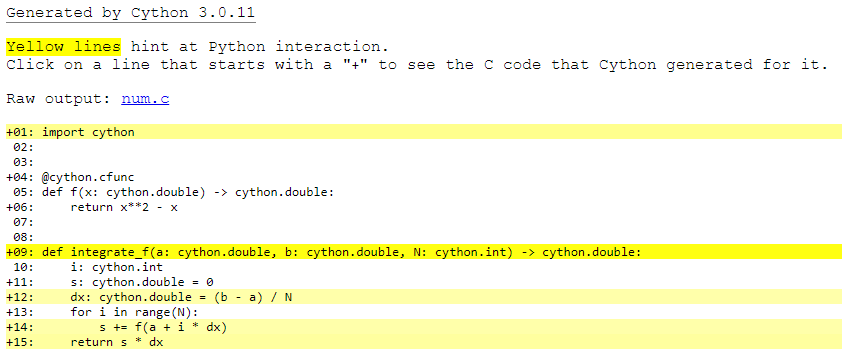 Generated by Cython 3.0.11
Yellow lines hint at Python interaction.
Click on a line that starts with a "+" to see the C code that Cython generated for it.
Raw output: num.c
+01: import cython
02:
03:
+04: @cython.cfunc
05: def f(x: cython.double) -> cython.double:
+06:     return x**2 - x
07:
08:
+09: def integrate_f(a: cython.double, b: cython.double, N: cython.int) -> cython.double:
10:     i: cython.int
+11:     s: cython.double = 0
+12:     dx: cython.double = (b - a) / N
+13:     for i in range(N):
+14:         s += f(a + i * dx)
+15:     return s * dx